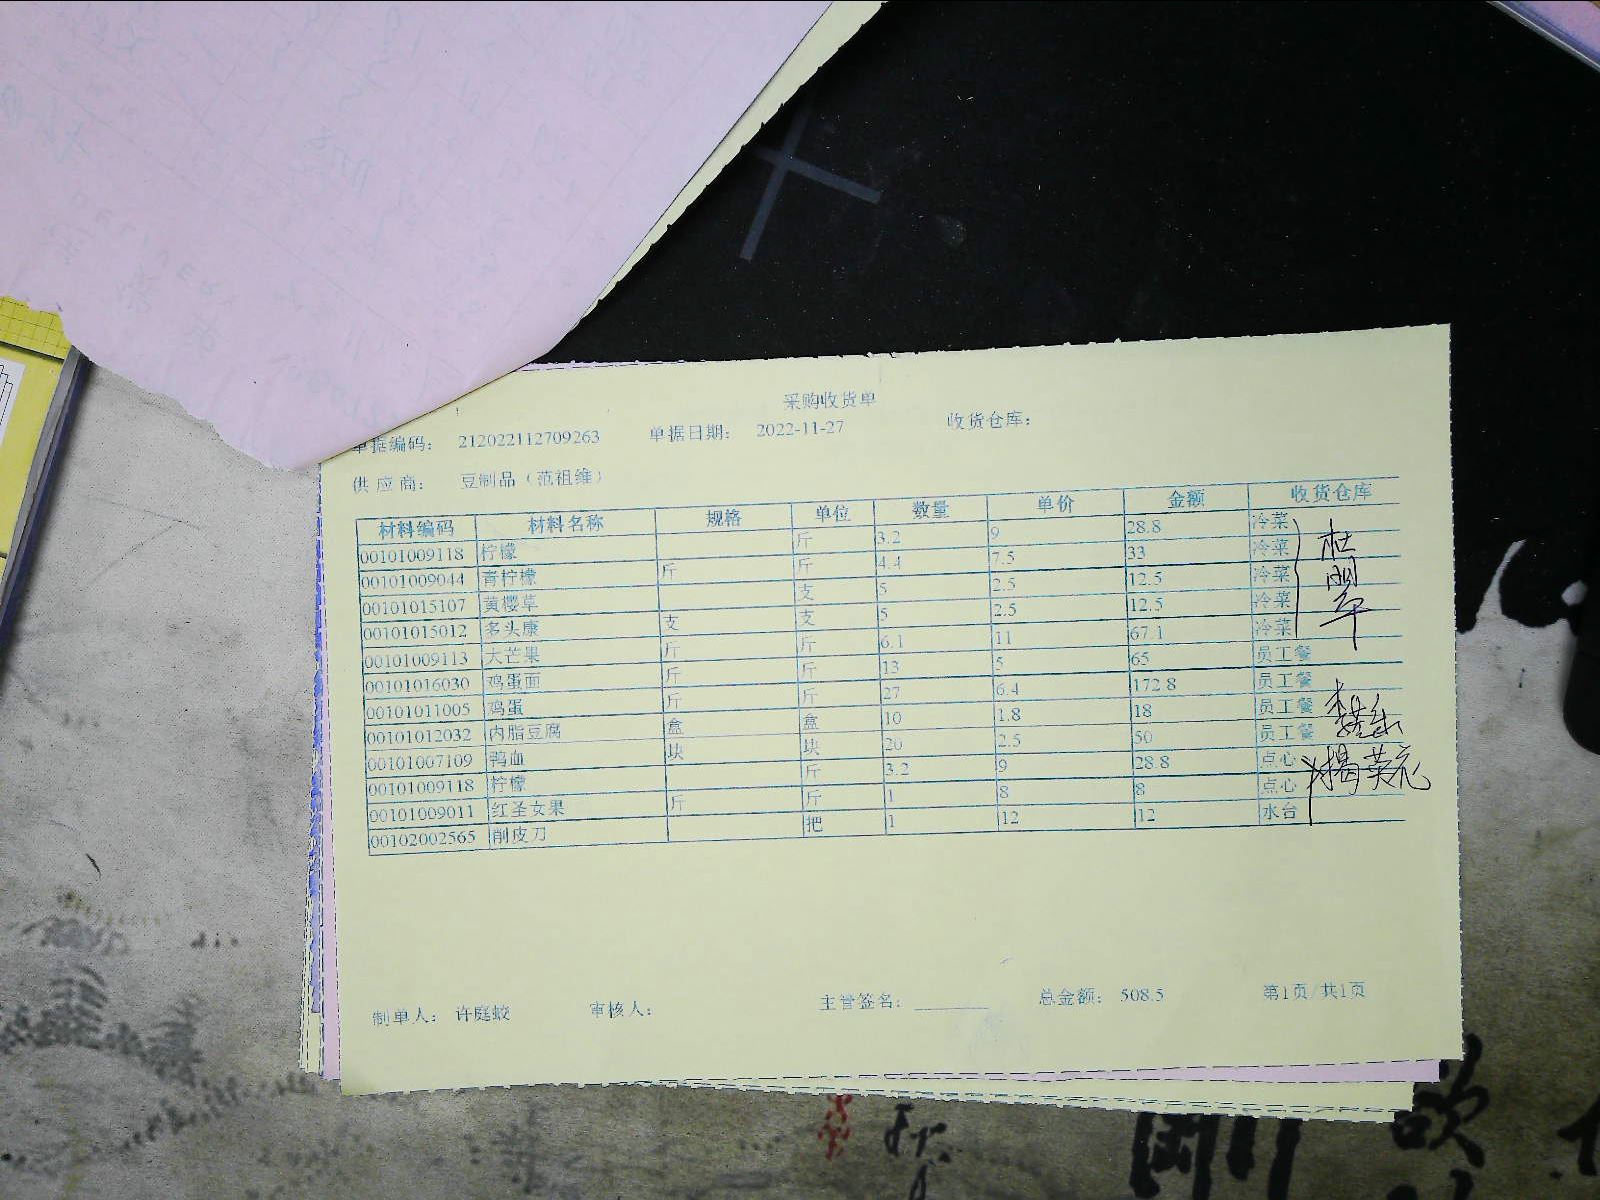 采购收货单
单据编码： 212022112709263 单据日期： 2022-11-27 收货仓库：
供应商： 豆制品（范祖维）
材料编码 材料名称 规格 单位 数量 单价 金额 收货仓库
00101009118 柠檬 斤 3.2 9 28.8 冷菜
00101009044 青柠檬 斤 斤 4.4 7.5 33 冷菜
00101015107 黄樱草 支 5 2.5 12.5 冷菜
00101015012 多头康 支 支 5 2.5 12.5 冷菜
00101009113 大芒果 斤 斤 6.1 11 67.1 冷菜
00101016030 鸡蛋面 斤 斤 13 5 65 员工餐
00101011005 鸡蛋 斤 斤 27 6.4 172.8 员工餐
00101012032 内脂豆腐 盒 盒 10 1.8 18 员工餐
00101007109 鸭血 块 块 20 2.5 50 员工餐
00101009118 柠檬 斤 3.2 9 28.8 点心
00101009011 红圣女果 斤 斤 1 8 8 点心
00102002565 削皮刀 把 1 12 12 水台
制单人： 许庭蛟 审核人： 主管签名： 总金额： 508.5 第1页/共1页